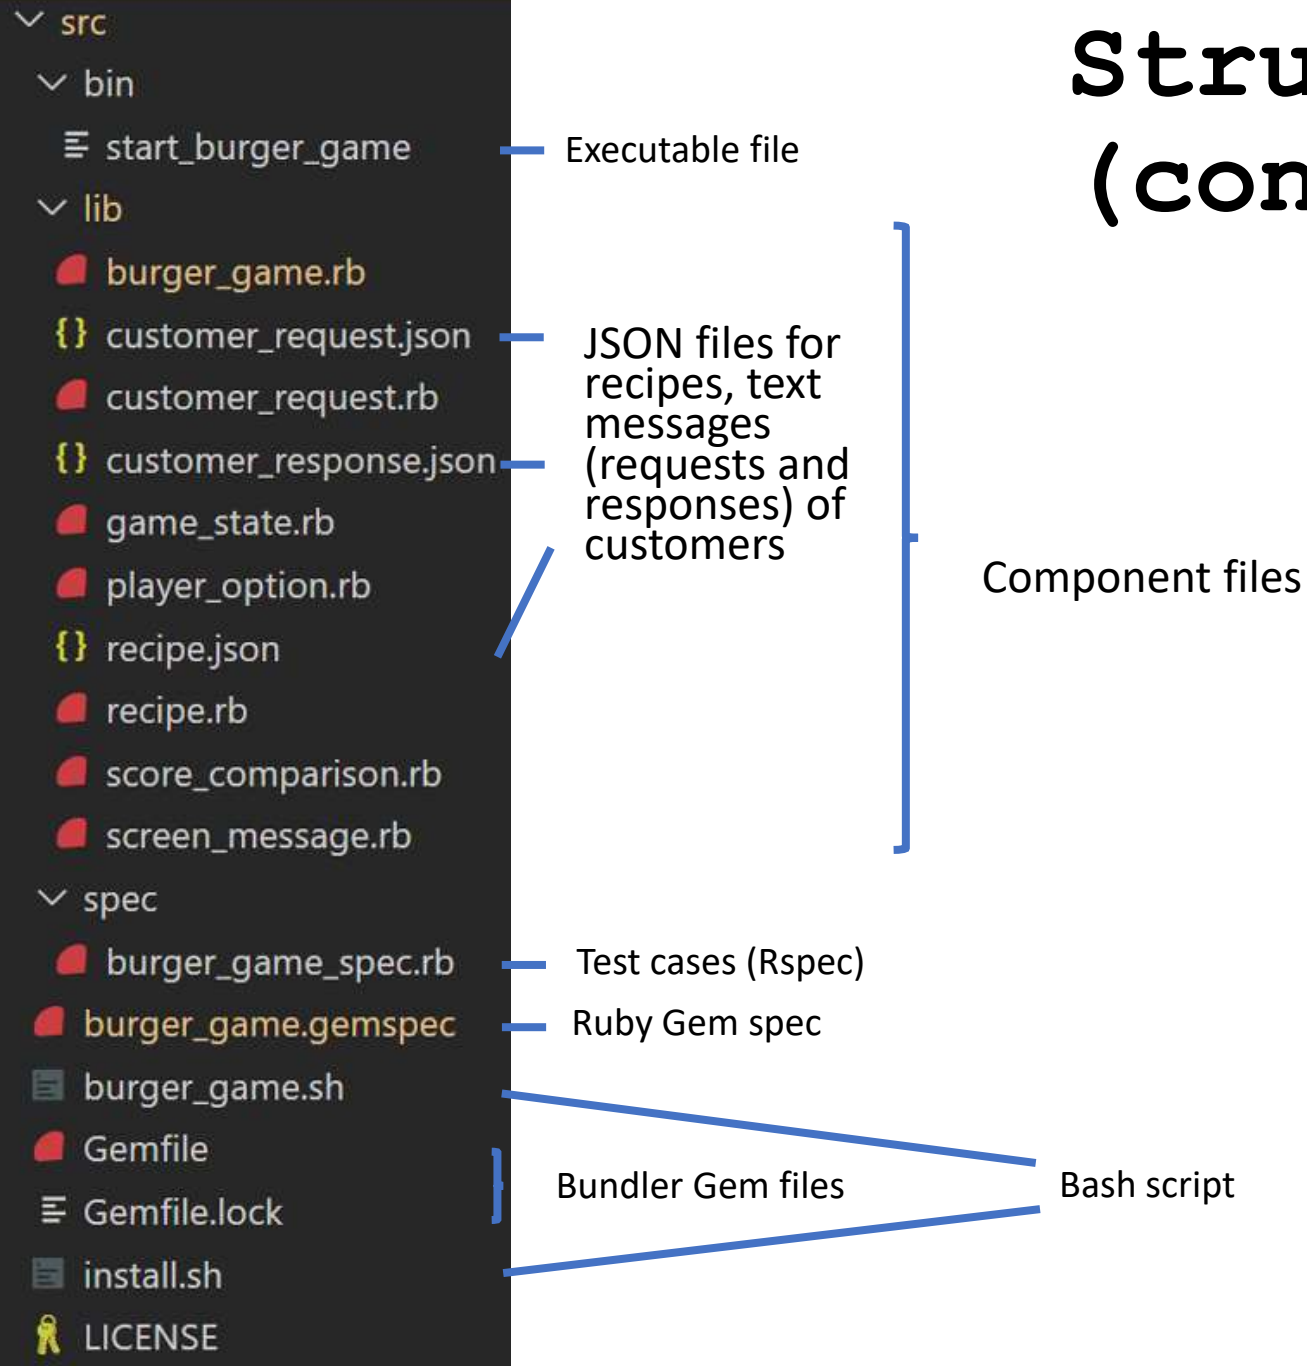 src
bin
start_burger_game
lib
burger_game.rb
customer_request.json
customer_request.rb
customer_response.json
game_state.rb
player_option.rb
recipe.json
recipe.rb
score_comparison.rb
screen_message.rb
spec
burger_game_spec.rb
burger_game.gemspec
burger_game.sh
Gemfile
Gemfile.lock
install.sh
LICENSE
Stru
(con
Executable file
JSON files for
recipes, text
messages
(requests and
responses) of
customers
Component files
Test cases (Rspec)
Ruby Gem spec
Bundler Gem files
Bash script